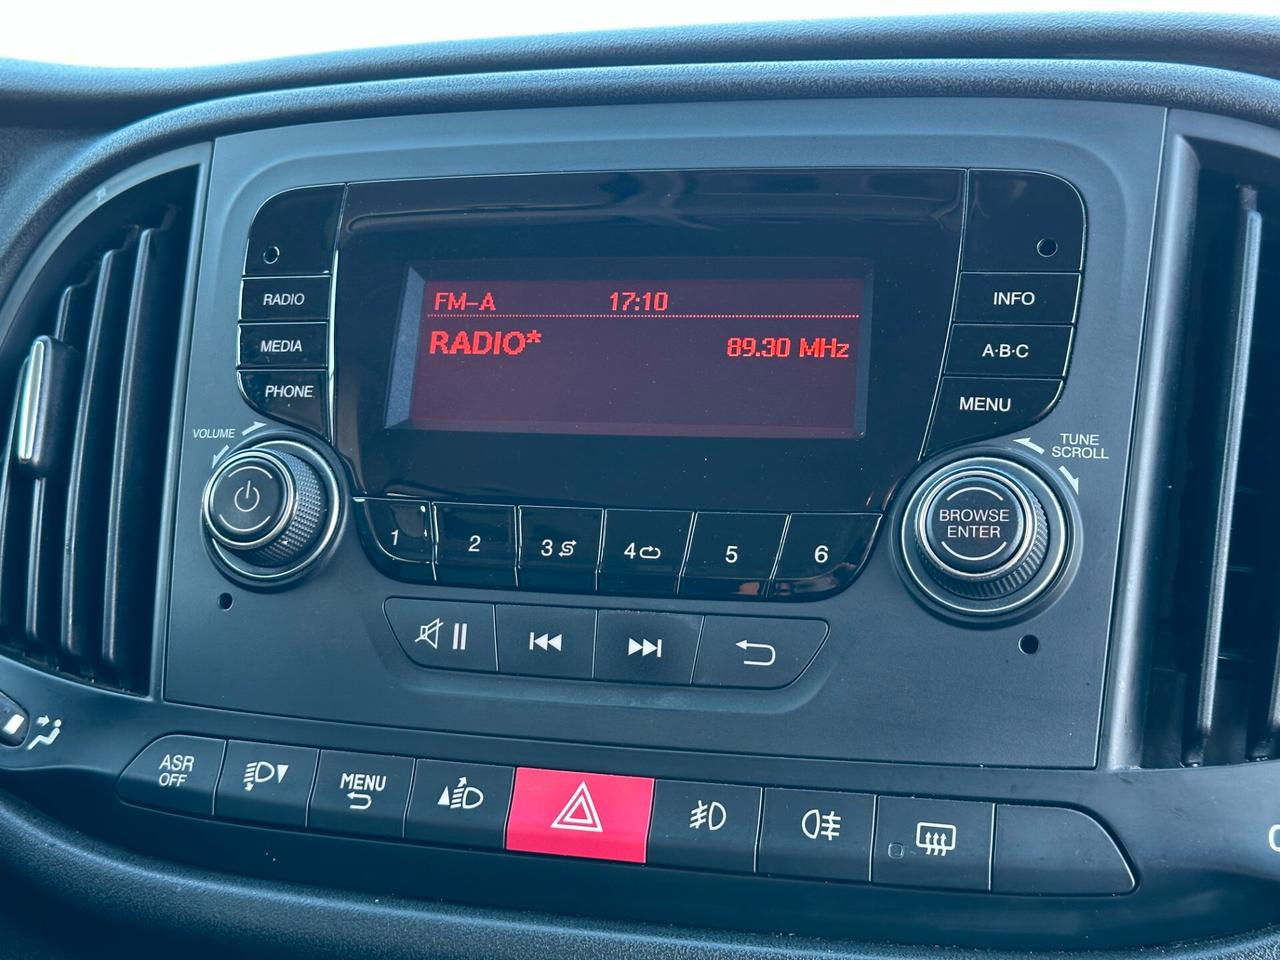 FM-A 17:10
RADIO* 89.30 MHz
RADIO
MEDIA
PHONE
INFO
A·B·C
MENU
VOLUME
TUNE
SCROLL
BROWSE
ENTER
1 2 3 4 5 6
ASR
OFF
MENU